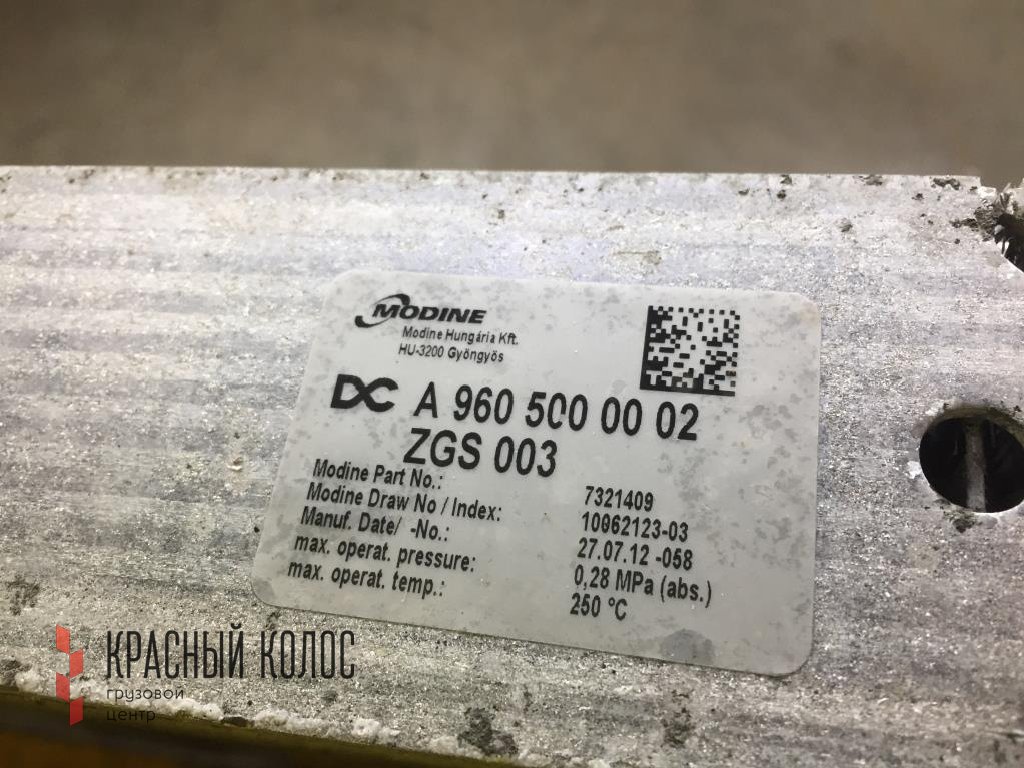 MODINE
Modine Hungária Kft.
HU-3200 Gyöngyös
DC A 960 500 00 02
ZGS 003
Modine Part No.: 7321409
Modine Draw No / Index: 10062123-03
Manuf. Date/ -No.: 27.07.12 -058
max. operat. pressure: 0,28 MPa (abs.)
max. operat. temp.: 250 °C
КРАСНЫЙ КОЛОС
грузовой
центр